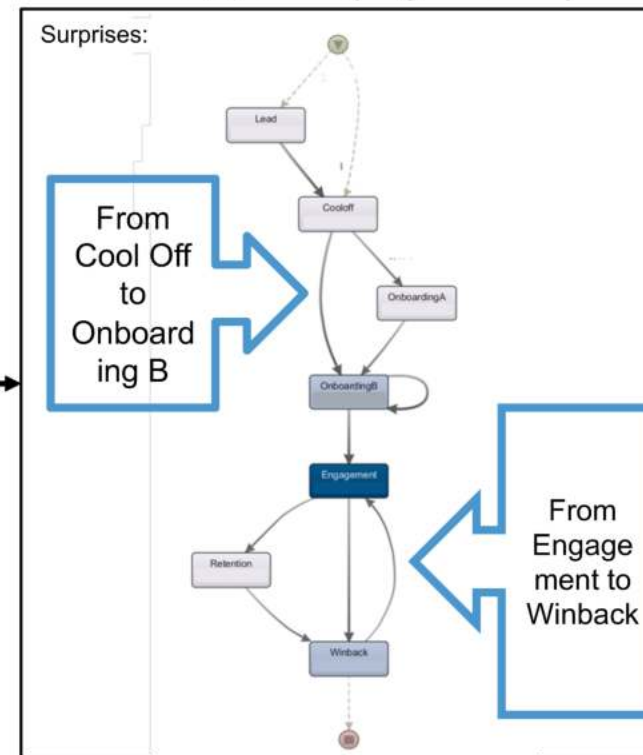 Surprises:
Lead
From
Cool Off
to
Onboard
ing B
Cooloff
OnboardingA
OnboardingB
Engagement
From
Engage
ment to
Winback
Retention
Winback